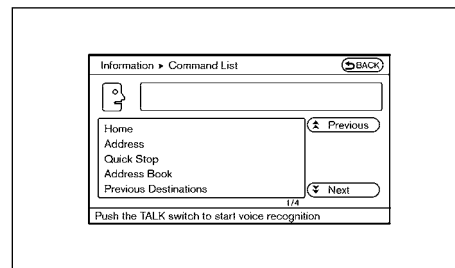 Information ▸ Command List
BACK
Home
Previous
Address
Quick Stop
Address Book
Previous Destinations
Next
1/4
Push the TALK switch to start voice recognition